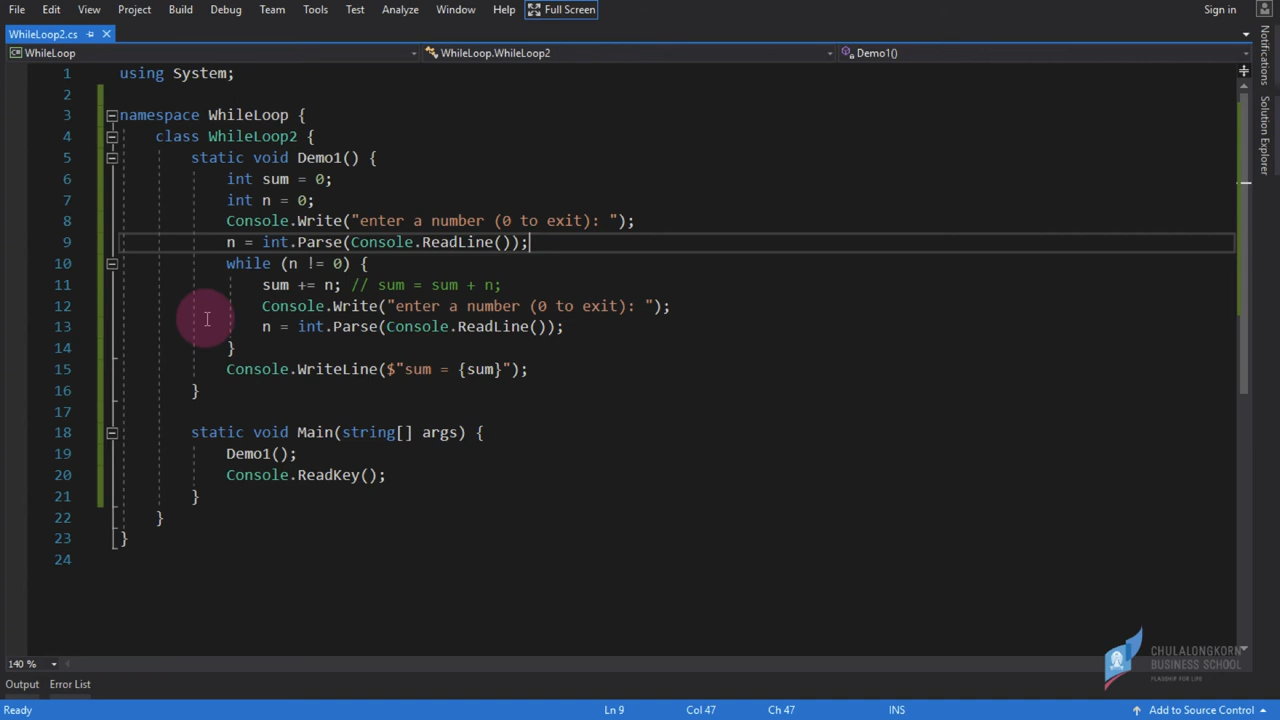 File Edit View Project Build Debug Team Tools Test Analyze Window Help Full Screen Sign in
WhileLoop2.cs
WhileLoop WhileLoop.WhileLoop2 Demo1()
1 using System;
2
3 namespace WhileLoop {
4 class WhileLoop2 {
5 static void Demo1() {
6 int sum = 0;
7 int n = 0;
8 Console.Write("enter a number (0 to exit): ");
9 n = int.Parse(Console.ReadLine());
10 while (n != 0) {
11 sum += n; // sum = sum + n;
12 Console.Write("enter a number (0 to exit): ");
13 n = int.Parse(Console.ReadLine());
14 }
15 Console.WriteLine($"sum = {sum}");
16 }
17
18 static void Main(string[] args) {
19 Demo1();
20 Console.ReadKey();
21 }
22 }
23 }
24
Notifications
Solution Explorer
140 %
CHULALONGKORN
BUSINESS SCHOOL
FLAGSHIP FOR LIFE
Output Error List
Ready Ln 9 Col 47 Ch 47 INS Add to Source Control